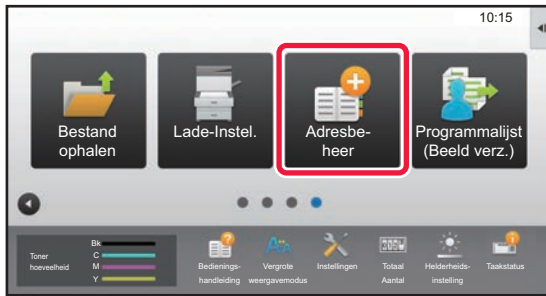 10:15
Bestand
ophalen
Lade-Instel.
Adresbe-
heer
Programmalijst
(Beeld verz.)
Toner
hoeveelheid
Bk
C
M
Y
Bedienings-
handleiding
Vergrote
weergavemodus
Instellingen
Totaal
Aantal
Helderheids-
instelling
Taakstatus